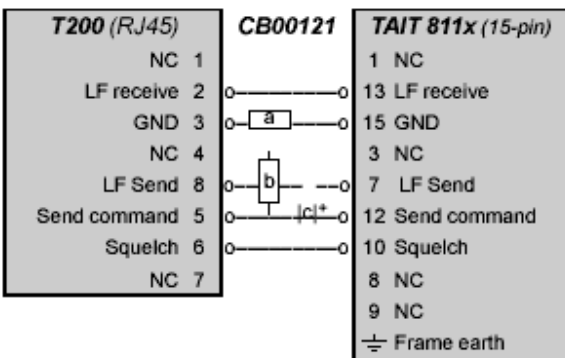 T200 (RJ45) CB00121 TAIT 811x (15-pin)
NC 1 1 NC
LF receive 2 13 LF receive
GND 3 a 15 GND
NC 4 3 NC
LF Send 8 b 7 LF Send
Send command 5 |c|+ 12 Send command
Squelch 6 10 Squelch
NC 7 8 NC
9 NC
Frame earth